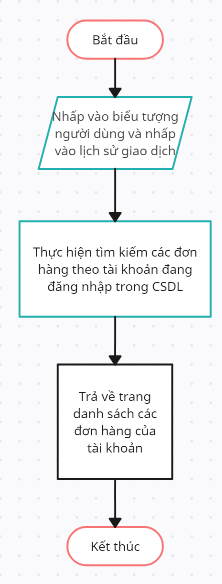 Bắt đầu
Nhấp vào biểu tượng
người dùng và nhấp
vào lịch sử giao dịch
Thực hiện tìm kiếm các đơn
hàng theo tài khoản đang
đăng nhập trong CSDL
Trả về trang
danh sách các
đơn hàng của
tài khoản
Kết thúc